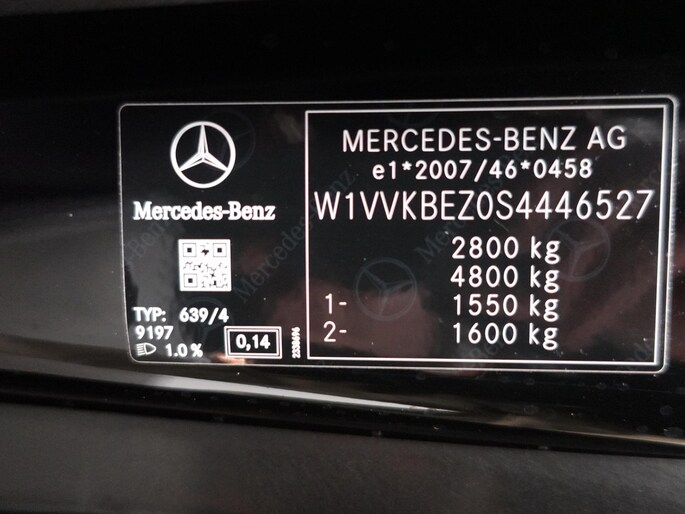 Mercedes-Benz
TYP: 639/4
9197
1.0 %
0,14
2338696
MERCEDES-BENZ AG
e1*2007/46*0458
W1VVKBEZ0S4446527
2800 kg
4800 kg
1- 1550 kg
2- 1600 kg